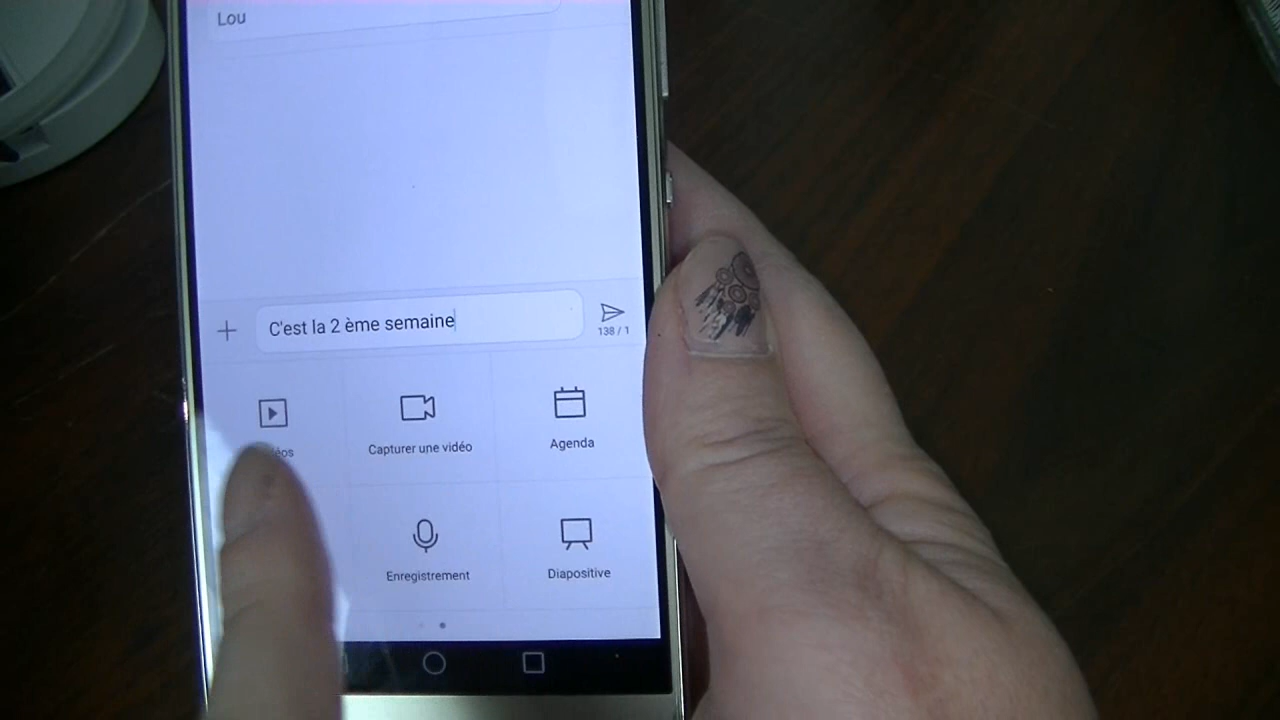 Lou
C'est la 2 ème semaine
138 / 1
Capturer une vidéo
Agenda
Enregistrement
Diapositive